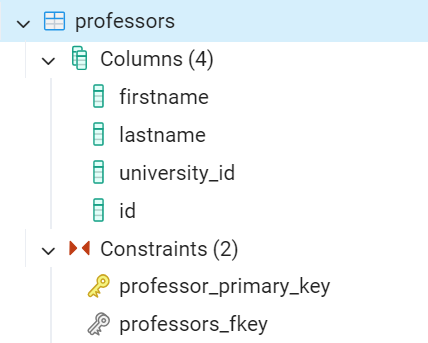 professors
Columns (4)
firstname
lastname
university_id
id
Constraints (2)
professor_primary_key
professors_fkey